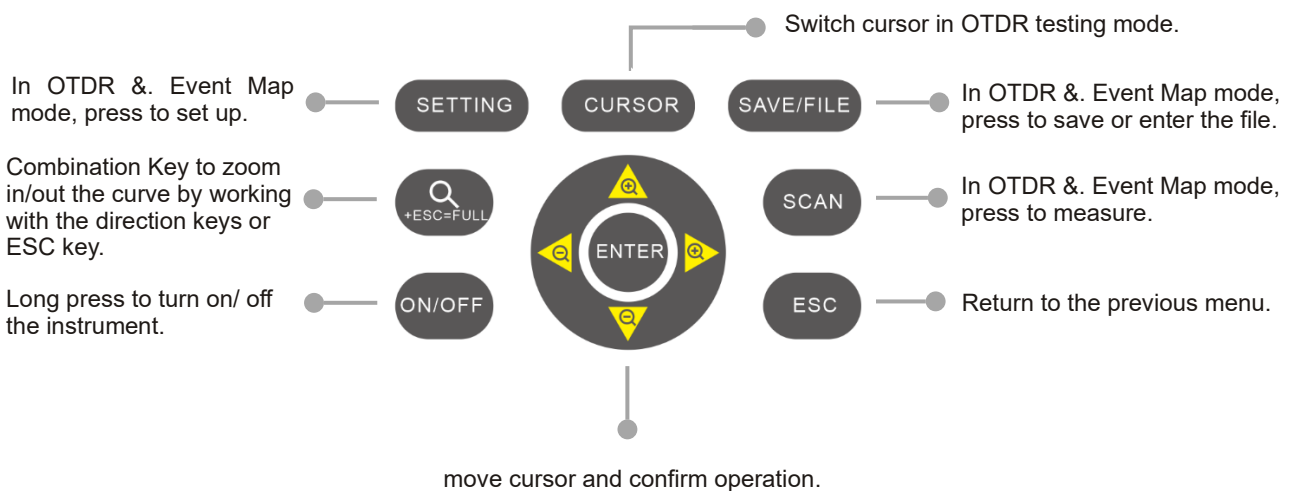 Switch cursor in OTDR testing mode.
In OTDR &. Event Map
mode, press to set up.
SETTING
CURSOR
SAVE/FILE
In OTDR &. Event Map mode,
press to save or enter the file.
Combination Key to zoom
in/out the curve by working
with the direction keys or
ESC key.
+ESC=FULL
ENTER
SCAN
In OTDR &. Event Map mode,
press to measure.
Long press to turn on/ off
the instrument.
ON/OFF
ESC
Return to the previous menu.
move cursor and confirm operation.